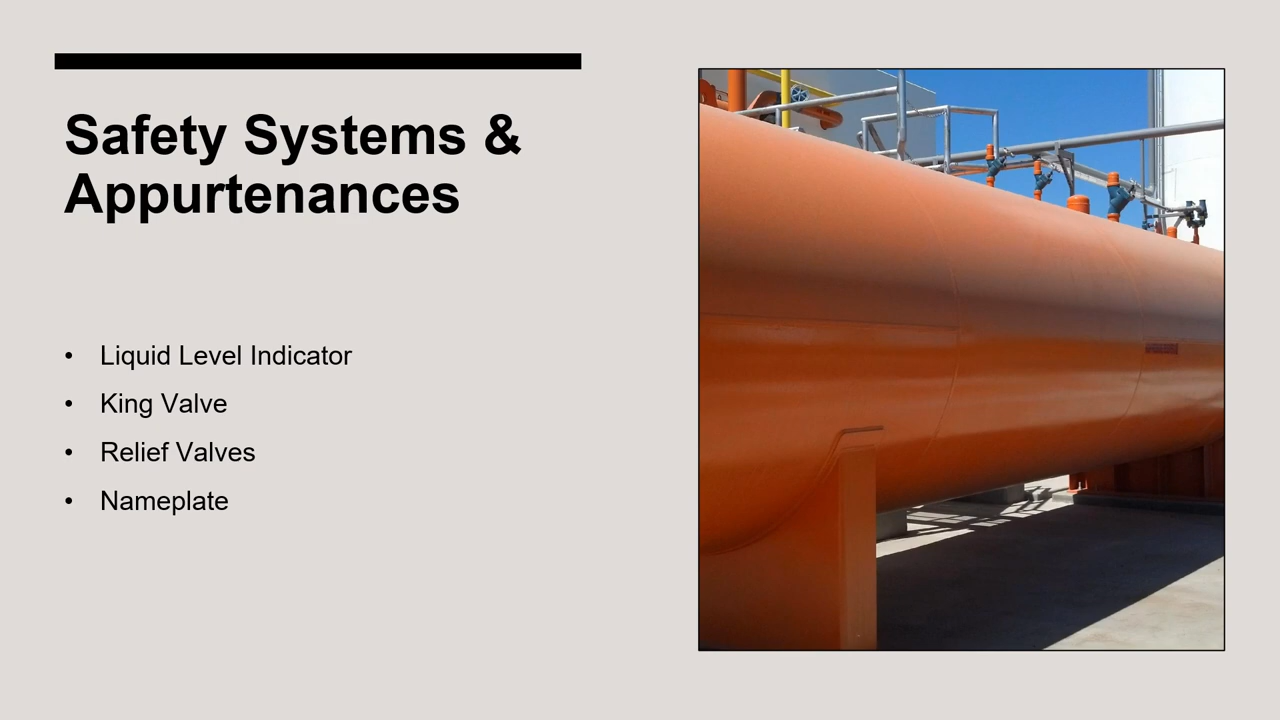 Safety Systems &
Appurtenances
• Liquid Level Indicator
• King Valve
• Relief Valves
• Nameplate